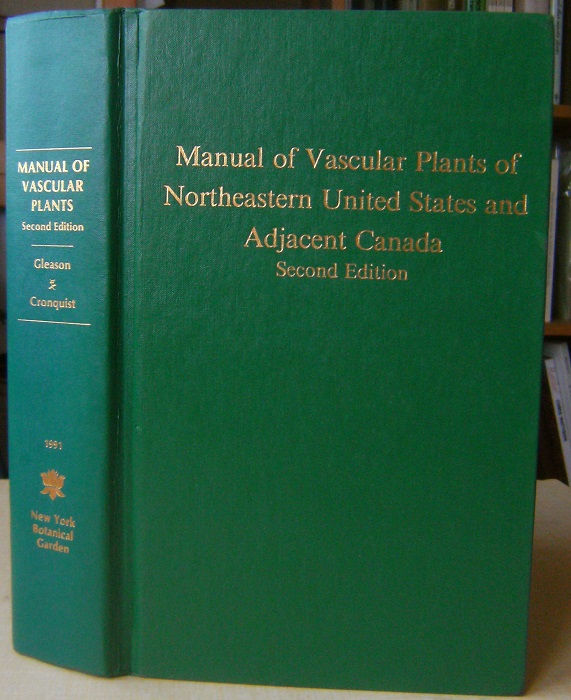 MANUAL OF
VASCULAR
PLANTS
Second Edition
Gleason
&
Cronquist
1991
New York
Botanical
Garden
Manual of Vascular Plants of
Northeastern United States and
Adjacent Canada
Second Edition